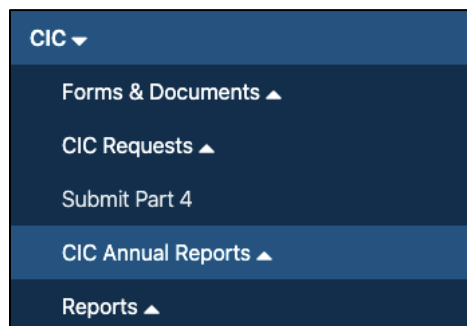 CIC
Forms & Documents
CIC Requests
Submit Part 4
CIC Annual Reports
Reports